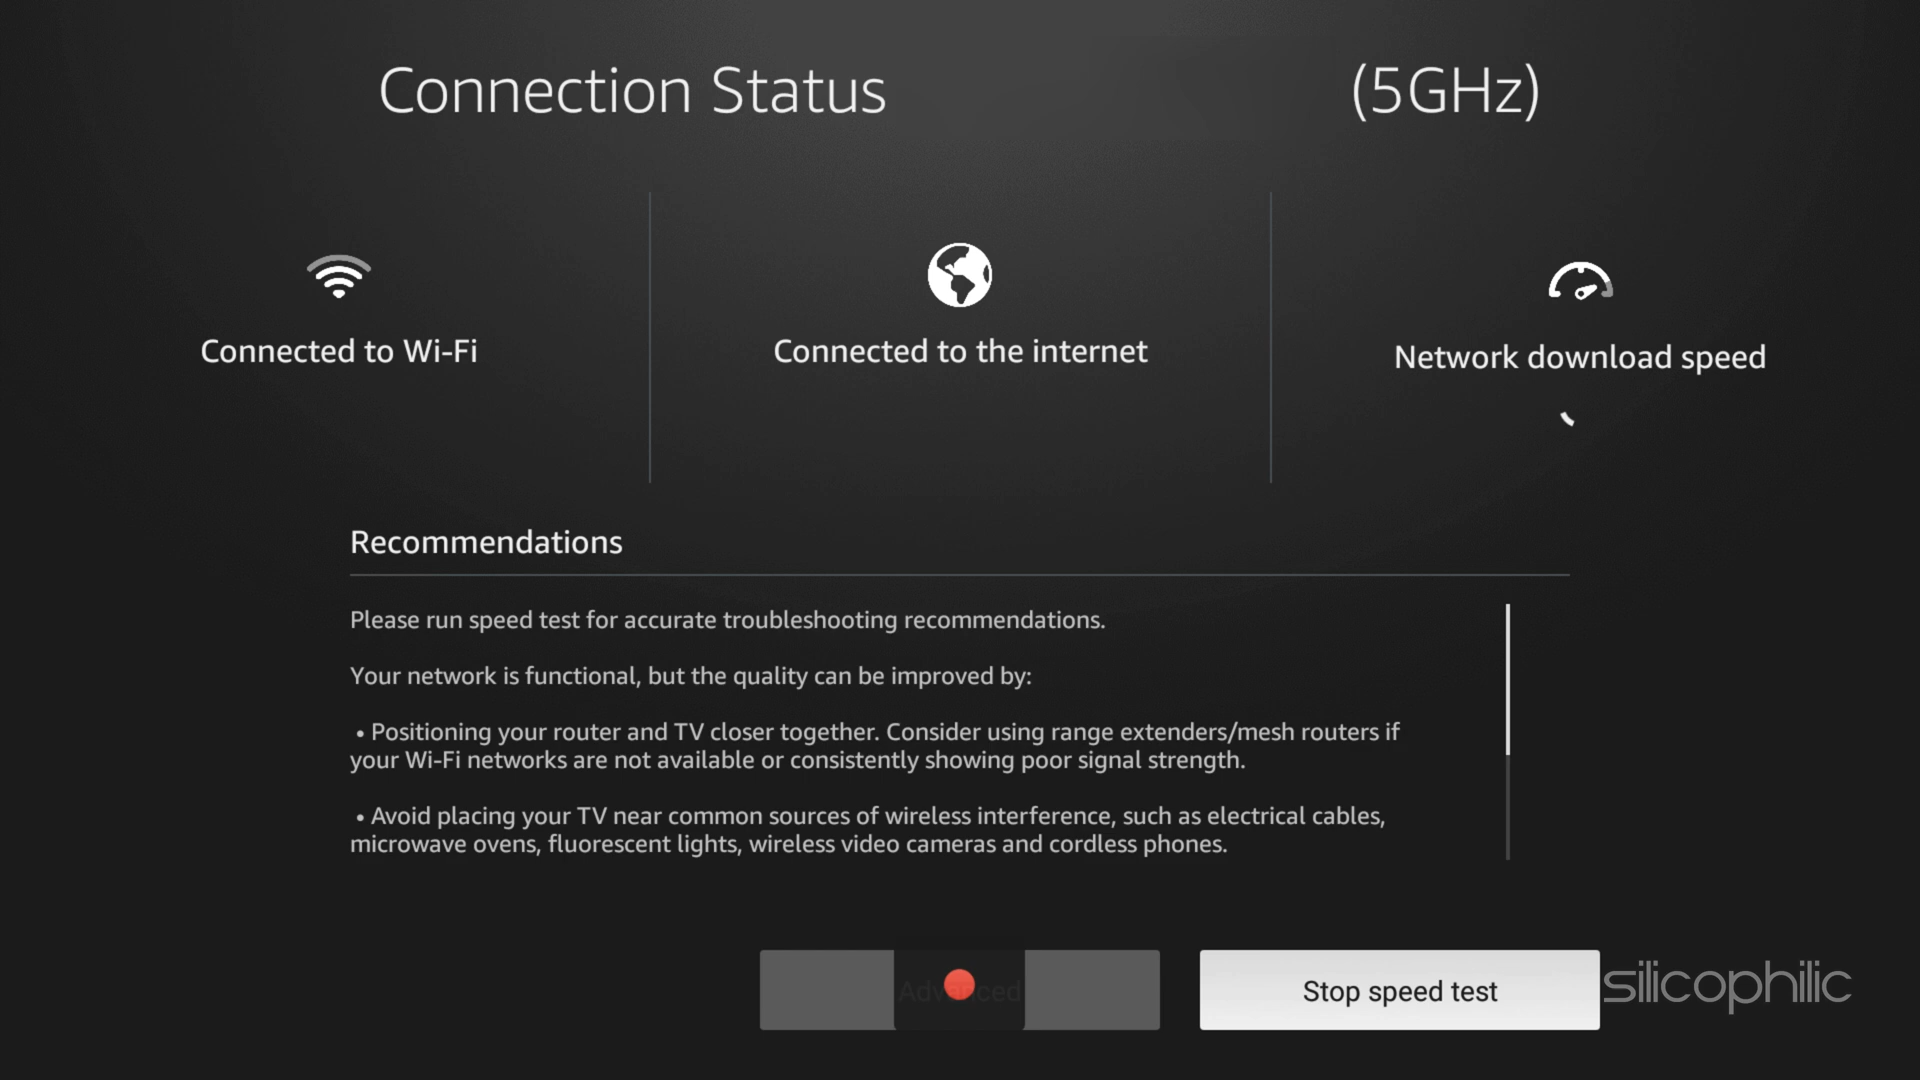 Connection Status (5GHz)
Connected to Wi-Fi
Connected to the internet
Network download speed
Recommendations
Please run speed test for accurate troubleshooting recommendations.
Your network is functional, but the quality can be improved by:
• Positioning your router and TV closer together. Consider using range extenders/mesh routers if
your Wi-Fi networks are not available or consistently showing poor signal strength.
• Avoid placing your TV near common sources of wireless interference, such as electrical cables,
microwave ovens, fluorescent lights, wireless video cameras and cordless phones.
Stop speed test
silicophilic